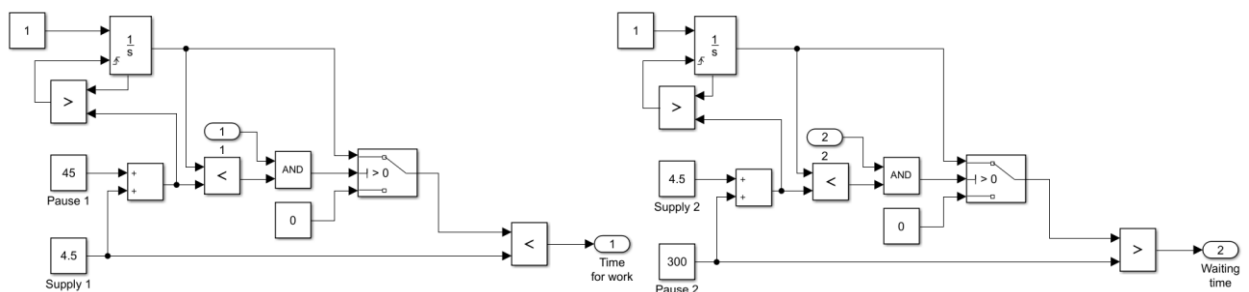 1
1
s
>
45
Pause 1
+
+
1
1
<
AND
> 0
0
4.5
Supply 1
<
1
Time
for work
1
1
s
>
4.5
Supply 2
+
+
2
2
<
AND
> 0
0
300
Pause 2
>
2
Waiting
time